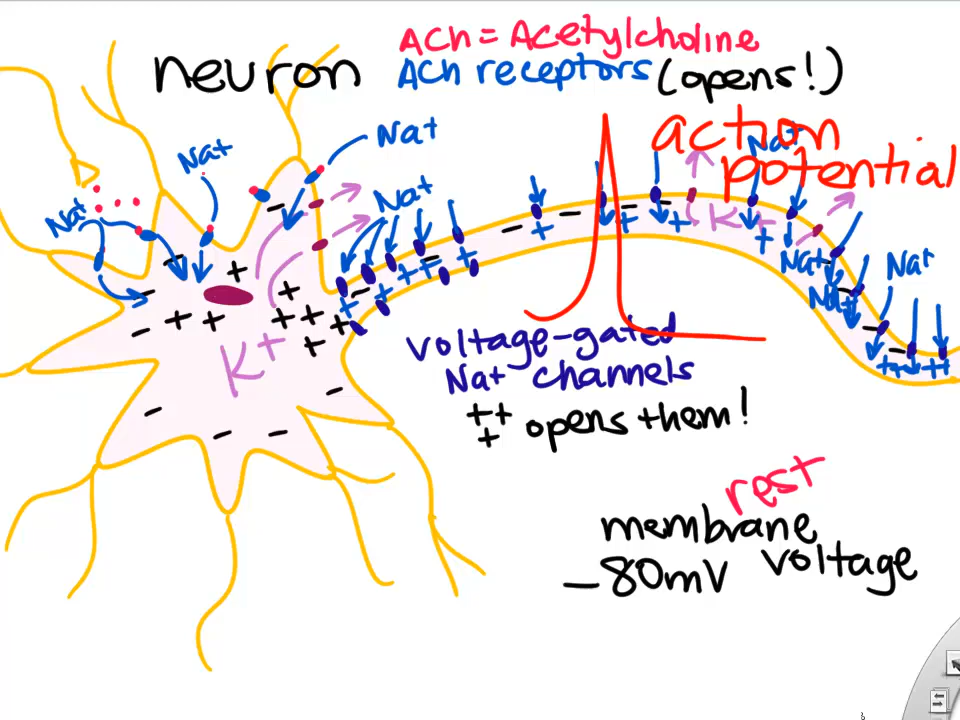 ACh = Acetylcholine
neuron
ACh receptors (opens!)
action
potential
Na+
Na+
Na+
Na+
Na+
K+
Na+
Na+
Na+
K+
voltage-gated
Na+ channels
++
+ opens them!
rest
membrane
voltage
-80mV